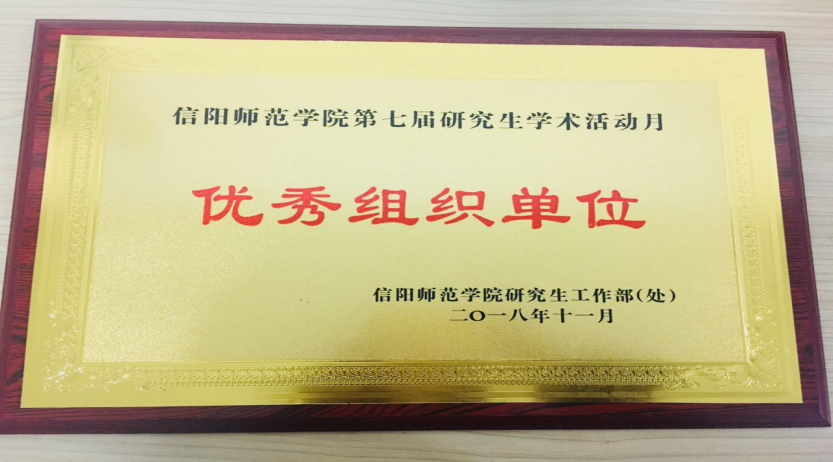 信阳师范学院第七届研究生学术活动月
优秀组织单位
信阳师范学院研究生工作部(处)
二〇一八年十一月